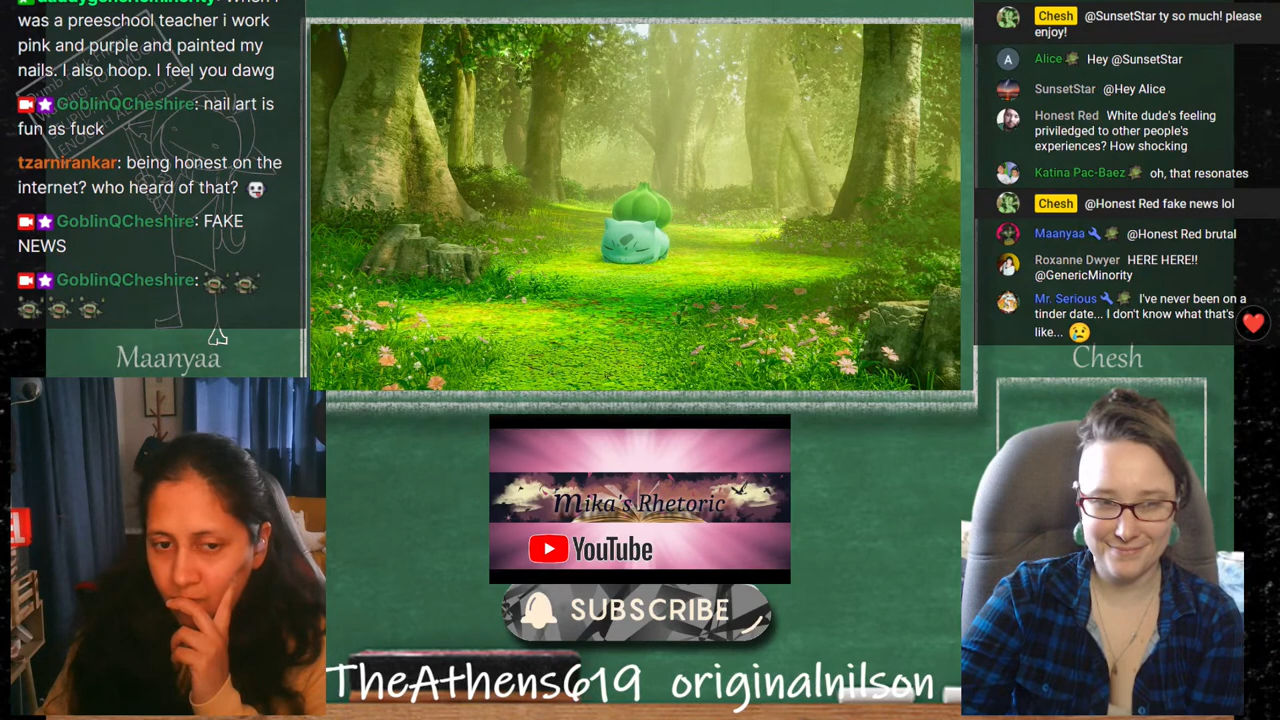 was a preschool teacher i work
pink and purple and painted my
nails. I also hoop. I feel you dawg
GoblinQCheshire: nail art is
fun as fuck
tzarnirankar: being honest on the
internet? who heard of that?
GoblinQCheshire: FAKE
NEWS
GoblinQCheshire:
Maanyaa
Mika's Rhetoric
YouTube
SUBSCRIBE
TheAthens619 originalnilson
Chesh @SunsetStar ty so much! please
enjoy!
A Alice Hey @SunsetStar
SunsetStar @Hey Alice
Honest Red White dude's feeling
priviledged to other people's
experiences? How shocking
Katina Pac-Baez oh, that resonates
Chesh @Honest Red fake news lol
Maanyaa @Honest Red brutal
Roxanne Dwyer HERE HERE!!
@GenericMinority
Mr. Serious I've never been on a
tinder date... I don't know what that's
like...
Chesh